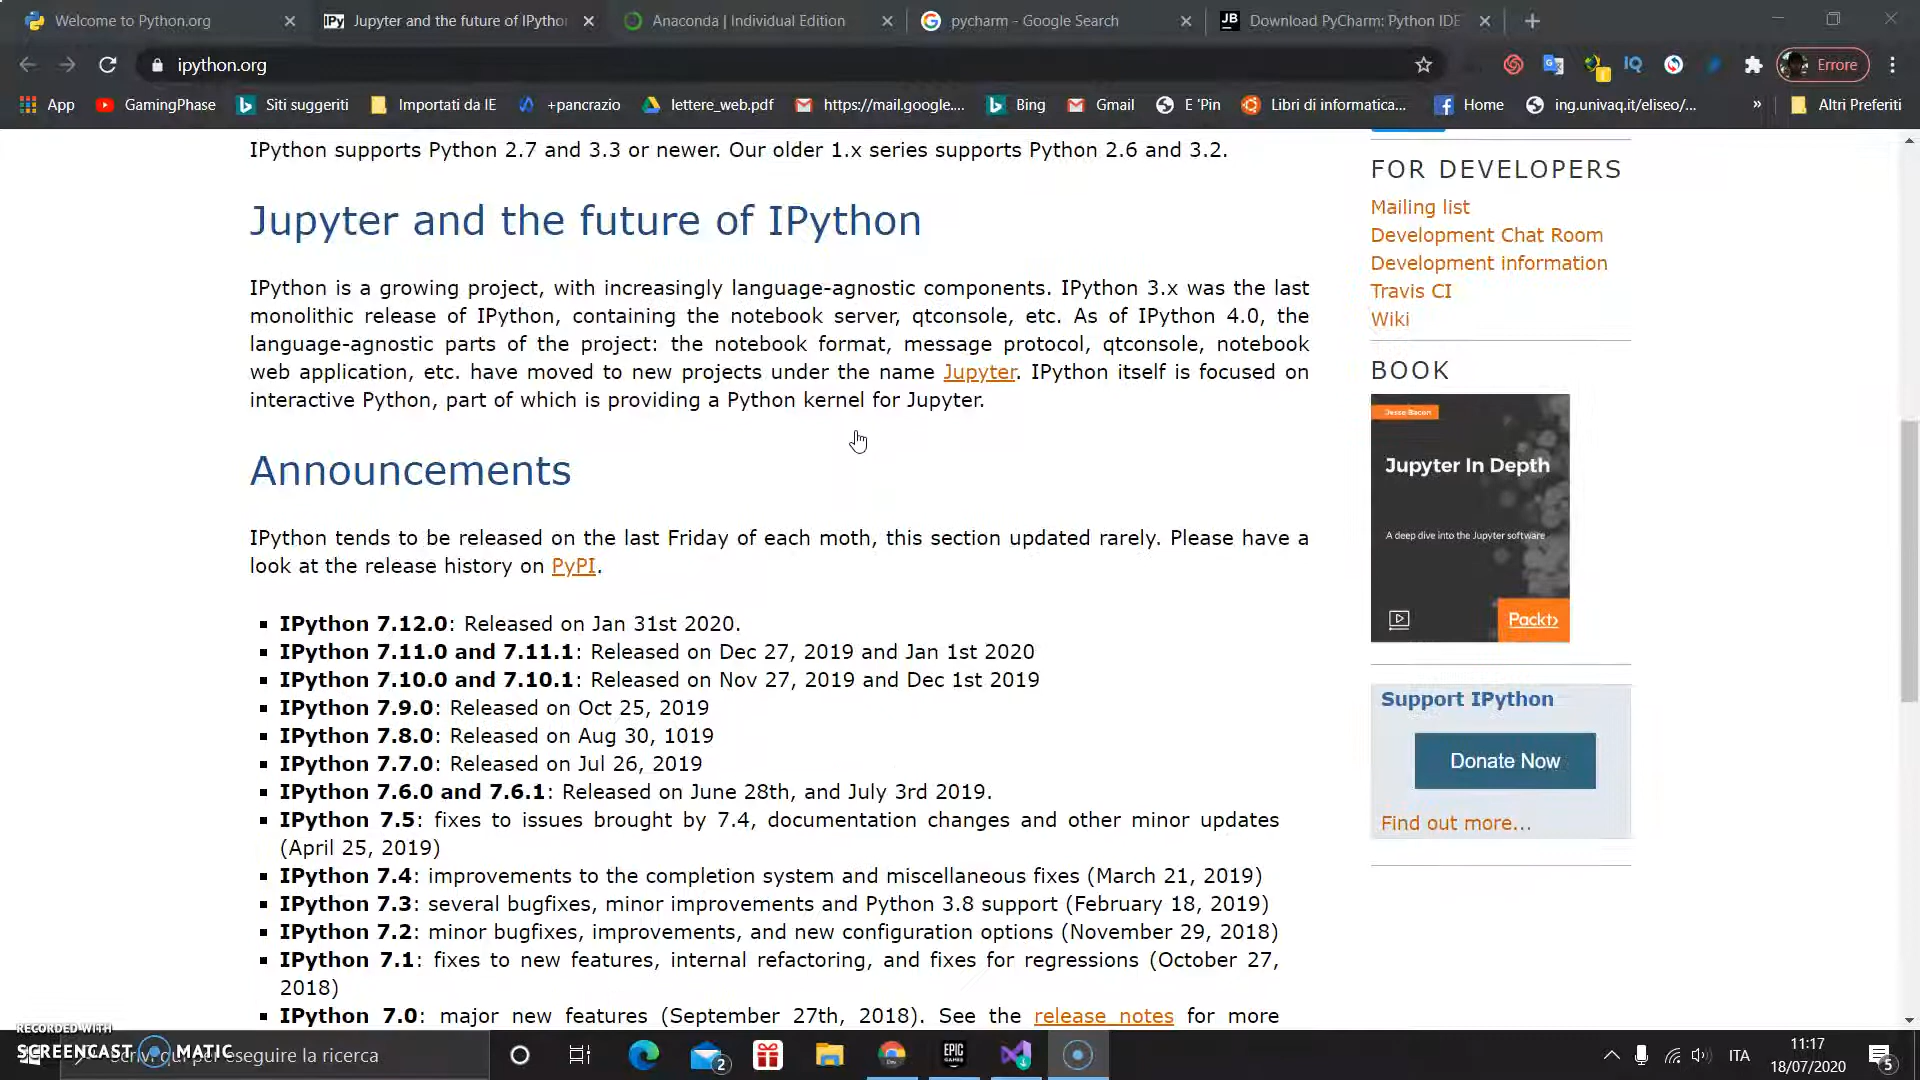 Welcome to Python.org
Jupyter and the future of IPytho
Anaconda | Individual Edition
pycharm - Google Search
Download PyCharm: Python IDE
ipython.org
Errore
App
GamingPhase
Siti suggeriti
Importati da IE
+pancrazio
lettere_web.pdf
https://mail.google....
Bing
Gmail
E 'Pin
Libri di informatica...
Home
ing.univaq.it/eliseo/...
»
Altri Preferiti
IPython supports Python 2.7 and 3.3 or newer. Our older 1.x series supports Python 2.6 and 3.2.
Jupyter and the future of IPython
IPython is a growing project, with increasingly language-agnostic components. IPython 3.x was the last
monolithic release of IPython, containing the notebook server, qtconsole, etc. As of IPython 4.0, the
language-agnostic parts of the project: the notebook format, message protocol, qtconsole, notebook
web application, etc. have moved to new projects under the name Jupyter. IPython itself is focused on
interactive Python, part of which is providing a Python kernel for Jupyter.
Announcements
IPython tends to be released on the last Friday of each moth, this section updated rarely. Please have a
look at the release history on PyPI.
IPython 7.12.0: Released on Jan 31st 2020.
IPython 7.11.0 and 7.11.1: Released on Dec 27, 2019 and Jan 1st 2020
IPython 7.10.0 and 7.10.1: Released on Nov 27, 2019 and Dec 1st 2019
IPython 7.9.0: Released on Oct 25, 2019
IPython 7.8.0: Released on Aug 30, 1019
IPython 7.7.0: Released on Jul 26, 2019
IPython 7.6.0 and 7.6.1: Released on June 28th, and July 3rd 2019.
IPython 7.5: fixes to issues brought by 7.4, documentation changes and other minor updates
(April 25, 2019)
IPython 7.4: improvements to the completion system and miscellaneous fixes (March 21, 2019)
IPython 7.3: several bugfixes, minor improvements and Python 3.8 support (February 18, 2019)
IPython 7.2: minor bugfixes, improvements, and new configuration options (November 29, 2018)
IPython 7.1: fixes to new features, internal refactoring, and fixes for regressions (October 27,
2018)
IPython 7.0: major new features (September 27th, 2018). See the release notes for more
FOR DEVELOPERS
Mailing list
Development Chat Room
Development information
Travis CI
Wiki
BOOK
Jesse Bacon
Jupyter In Depth
A deep dive into the Jupyter software
Packt>
Support IPython
Donate Now
Find out more...
RECORDED WITH
SCREENCAST MATIC
Scrivi qui per eseguire la ricerca
2
EPIC
GAMES
ITA
11:17
18/07/2020
5